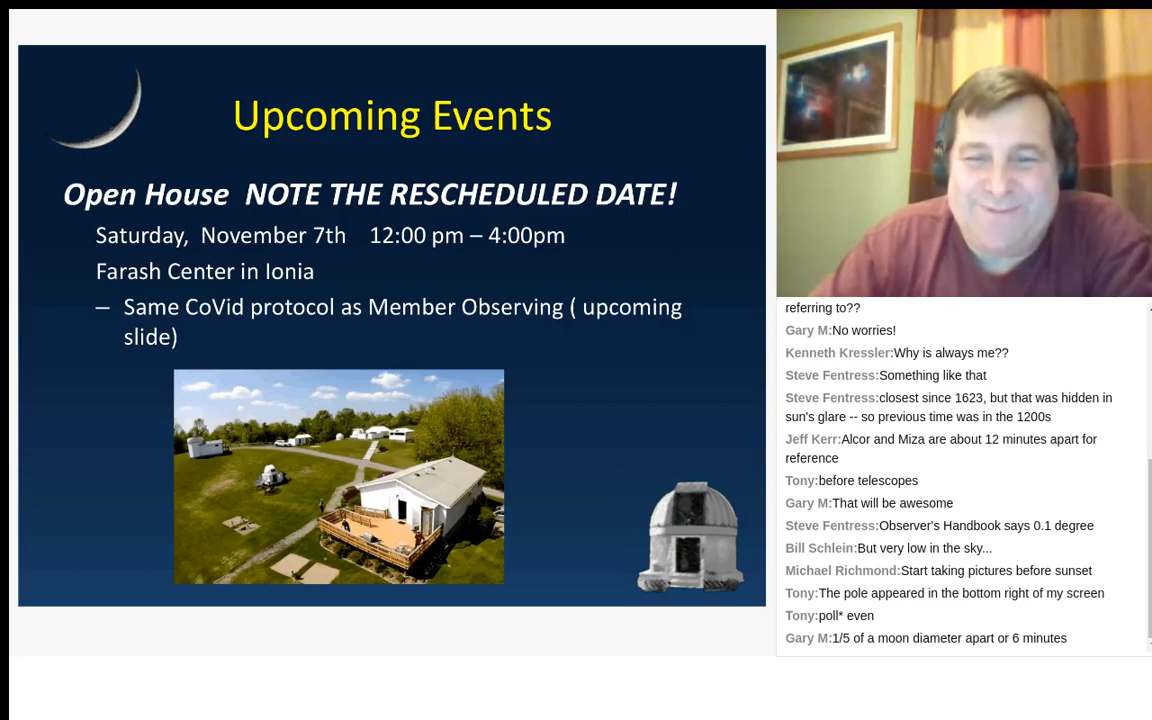 Upcoming Events
Open House  NOTE THE RESCHEDULED DATE!
Saturday,  November 7th    12:00 pm – 4:00pm
Farash Center in Ionia
– Same CoVid protocol as Member Observing ( upcoming
slide)
referring to??
Gary M:No worries!
Kenneth Kressler:Why is always me??
Steve Fentress:Something like that
Steve Fentress:closest since 1623, but that was hidden in
sun's glare -- so previous time was in the 1200s
Jeff Kerr:Alcor and Miza are about 12 minutes apart for
reference
Tony:before telescopes
Gary M:That will be awesome
Steve Fentress:Observer's Handbook says 0.1 degree
Bill Schlein:But very low in the sky...
Michael Richmond:Start taking pictures before sunset
Tony:The pole appeared in the bottom right of my screen
Tony:poll* even
Gary M:1/5 of a moon diameter apart or 6 minutes